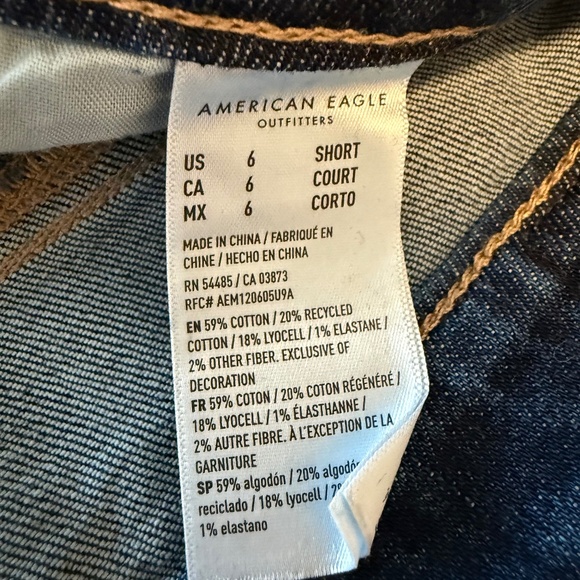 AMERICAN EAGLE
OUTFITTERS
US 6 SHORT
CA 6 COURT
MX 6 CORTO
MADE IN CHINA / FABRIQUÉ EN
CHINE / HECHO EN CHINA
RN 54485 / CA 03873
RFC# AEM120605U9A
EN 59% COTTON / 20% RECYCLED
COTTON / 18% LYOCELL / 1% ELASTANE /
2% OTHER FIBER. EXCLUSIVE OF
DECORATION
FR 59% COTON / 20% COTON RÉGÉNÉRÉ /
18% LYOCELL / 1% ÉLASTHANNE /
2% AUTRE FIBRE. À L'EXCEPTION DE LA
GARNITURE
SP 59% algodón / 20% algodón
reciclado / 18% lyocell /
1% elastano